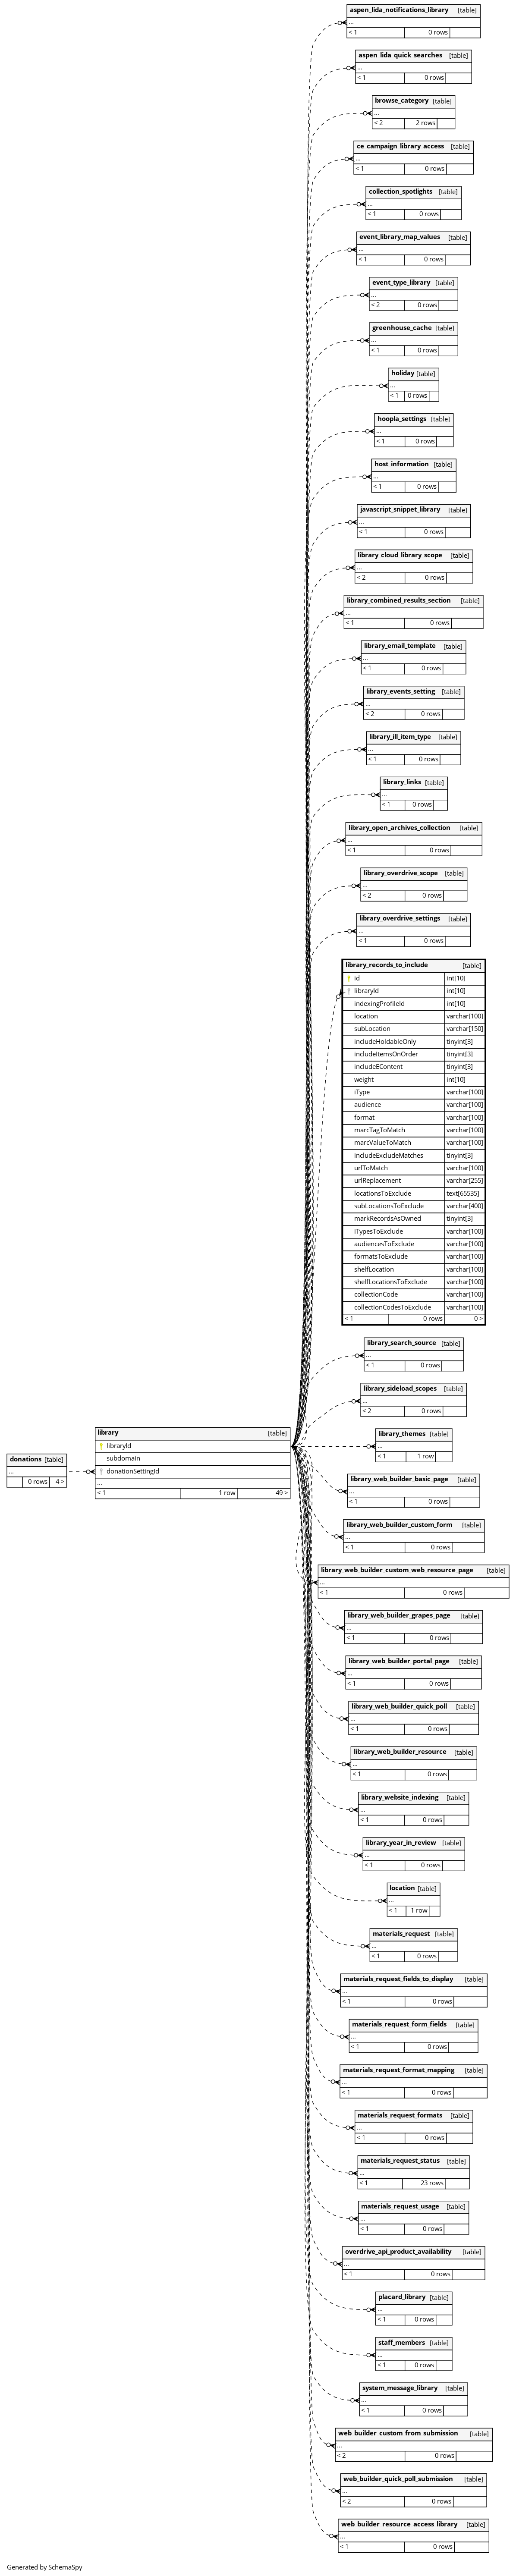 aspen_lida_notifications_library [table]
...
< 1 0 rows
aspen_lida_quick_searches [table]
...
< 1 0 rows
browse_category [table]
...
< 2 2 rows
ce_campaign_library_access [table]
...
< 1 0 rows
collection_spotlights [table]
...
< 1 0 rows
event_library_map_values [table]
...
< 1 0 rows
event_type_library [table]
...
< 2 0 rows
greenhouse_cache [table]
...
< 1 0 rows
holiday [table]
...
< 1 0 rows
hoopla_settings [table]
...
< 1 0 rows
host_information [table]
...
< 1 0 rows
javascript_snippet_library [table]
...
< 1 0 rows
library_cloud_library_scope [table]
...
< 2 0 rows
library_combined_results_section [table]
...
< 1 0 rows
library_email_template [table]
...
< 1 0 rows
library_events_setting [table]
...
< 2 0 rows
library_ill_item_type [table]
...
< 1 0 rows
library_links [table]
...
< 1 0 rows
library_open_archives_collection [table]
...
< 1 0 rows
library_overdrive_scope [table]
...
< 2 0 rows
library_overdrive_settings [table]
...
< 1 0 rows
library_records_to_include [table]
id int[10]
libraryId int[10]
indexingProfileId int[10]
location varchar[100]
subLocation varchar[150]
includeHoldableOnly tinyint[3]
includeItemsOnOrder tinyint[3]
includeEContent tinyint[3]
weight int[10]
iType varchar[100]
audience varchar[100]
format varchar[100]
marcTagToMatch varchar[100]
marcValueToMatch varchar[100]
includeExcludeMatches tinyint[3]
urlToMatch varchar[100]
urlReplacement varchar[255]
locationsToExclude text[65535]
subLocationsToExclude varchar[400]
markRecordsAsOwned tinyint[3]
iTypesToExclude varchar[100]
audiencesToExclude varchar[100]
formatsToExclude varchar[100]
shelfLocation varchar[100]
shelfLocationsToExclude varchar[100]
collectionCode varchar[100]
collectionCodesToExclude varchar[100]
< 1 0 rows 0 >
library_search_source [table]
...
< 1 0 rows
library_sideload_scopes [table]
...
< 2 0 rows
library [table]
libraryId
subdomain
donationSettingId
...
< 1 1 row 49 >
donations [table]
...
0 rows 4 >
library_themes [table]
...
< 1 1 row
library_web_builder_basic_page [table]
...
< 1 0 rows
library_web_builder_custom_form [table]
...
< 1 0 rows
library_web_builder_custom_web_resource_page [table]
...
< 1 0 rows
library_web_builder_grapes_page [table]
...
< 1 0 rows
library_web_builder_portal_page [table]
...
< 1 0 rows
library_web_builder_quick_poll [table]
...
< 1 0 rows
library_web_builder_resource [table]
...
< 1 0 rows
library_website_indexing [table]
...
< 1 0 rows
library_year_in_review [table]
...
< 1 0 rows
location [table]
...
< 1 1 row
materials_request [table]
...
< 1 0 rows
materials_request_fields_to_display [table]
...
< 1 0 rows
materials_request_form_fields [table]
...
< 1 0 rows
materials_request_format_mapping [table]
...
< 1 0 rows
materials_request_formats [table]
...
< 1 0 rows
materials_request_status [table]
...
< 1 23 rows
materials_request_usage [table]
...
< 1 0 rows
overdrive_api_product_availability [table]
...
< 1 0 rows
placard_library [table]
...
< 1 0 rows
staff_members [table]
...
< 1 0 rows
system_message_library [table]
...
< 1 0 rows
web_builder_custom_from_submission [table]
...
< 2 0 rows
web_builder_quick_poll_submission [table]
...
< 2 0 rows
web_builder_resource_access_library [table]
...
< 1 0 rows
Generated by SchemaSpy